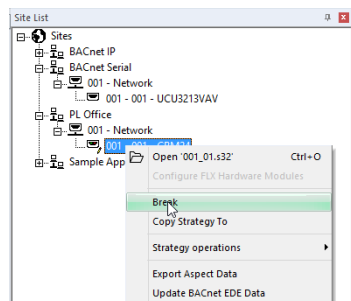 Site List
Sites
BACnet IP
BACnet Serial
001 - Network
001 - 001 - UCU3213VAV
PL Office
001 - Network
001 - 001 - CBM24
Sample App
Open '001_01.s32' Ctrl+O
Configure FLX Hardware Modules
Break
Copy Strategy To
Strategy operations
Export Aspect Data
Update BACnet EDE Data